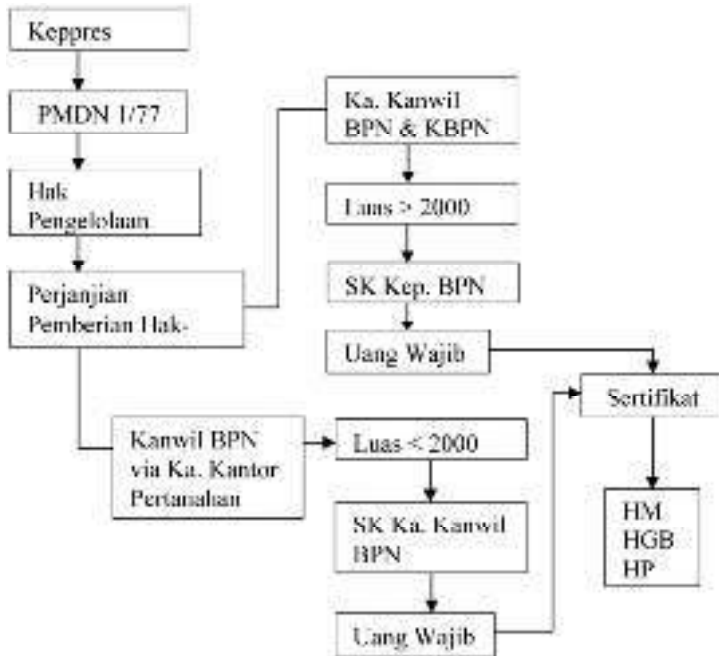 Keppres
PMDN 1/77
Hak
Pengelolaan
Perjanjian
Pemberian Hak-
Ka. Kanwil
BPN & KBPN
Luas > 2000
SK Kep. BPN
Uang Wajib
Kanwil BPN
via Ka. Kantor
Pertanahan
Luas < 2000
SK Ka. Kanwil
BPN
Uang Wajib
Sertifikat
HM
HGB
HP